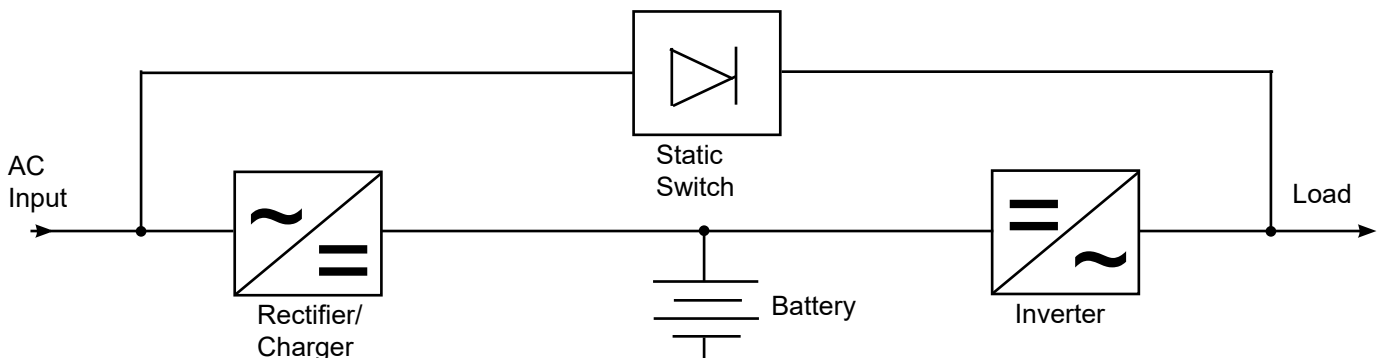 Static
Switch
AC
Input
Load
Rectifier/
Charger
Battery
Inverter